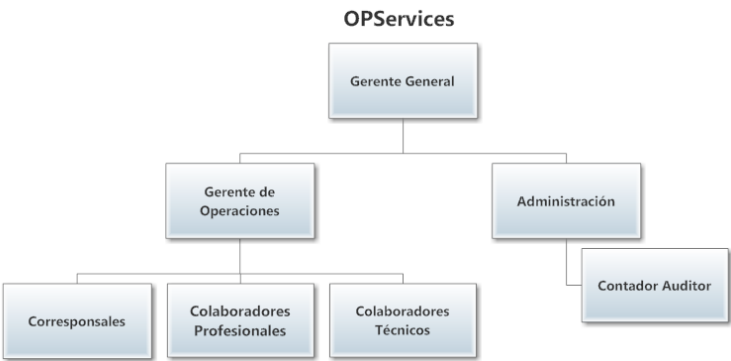 OPServices
Gerente General
Gerente de
Operaciones
Administración
Contador Auditor
Corresponsales
Colaboradores
Profesionales
Colaboradores
Técnicos